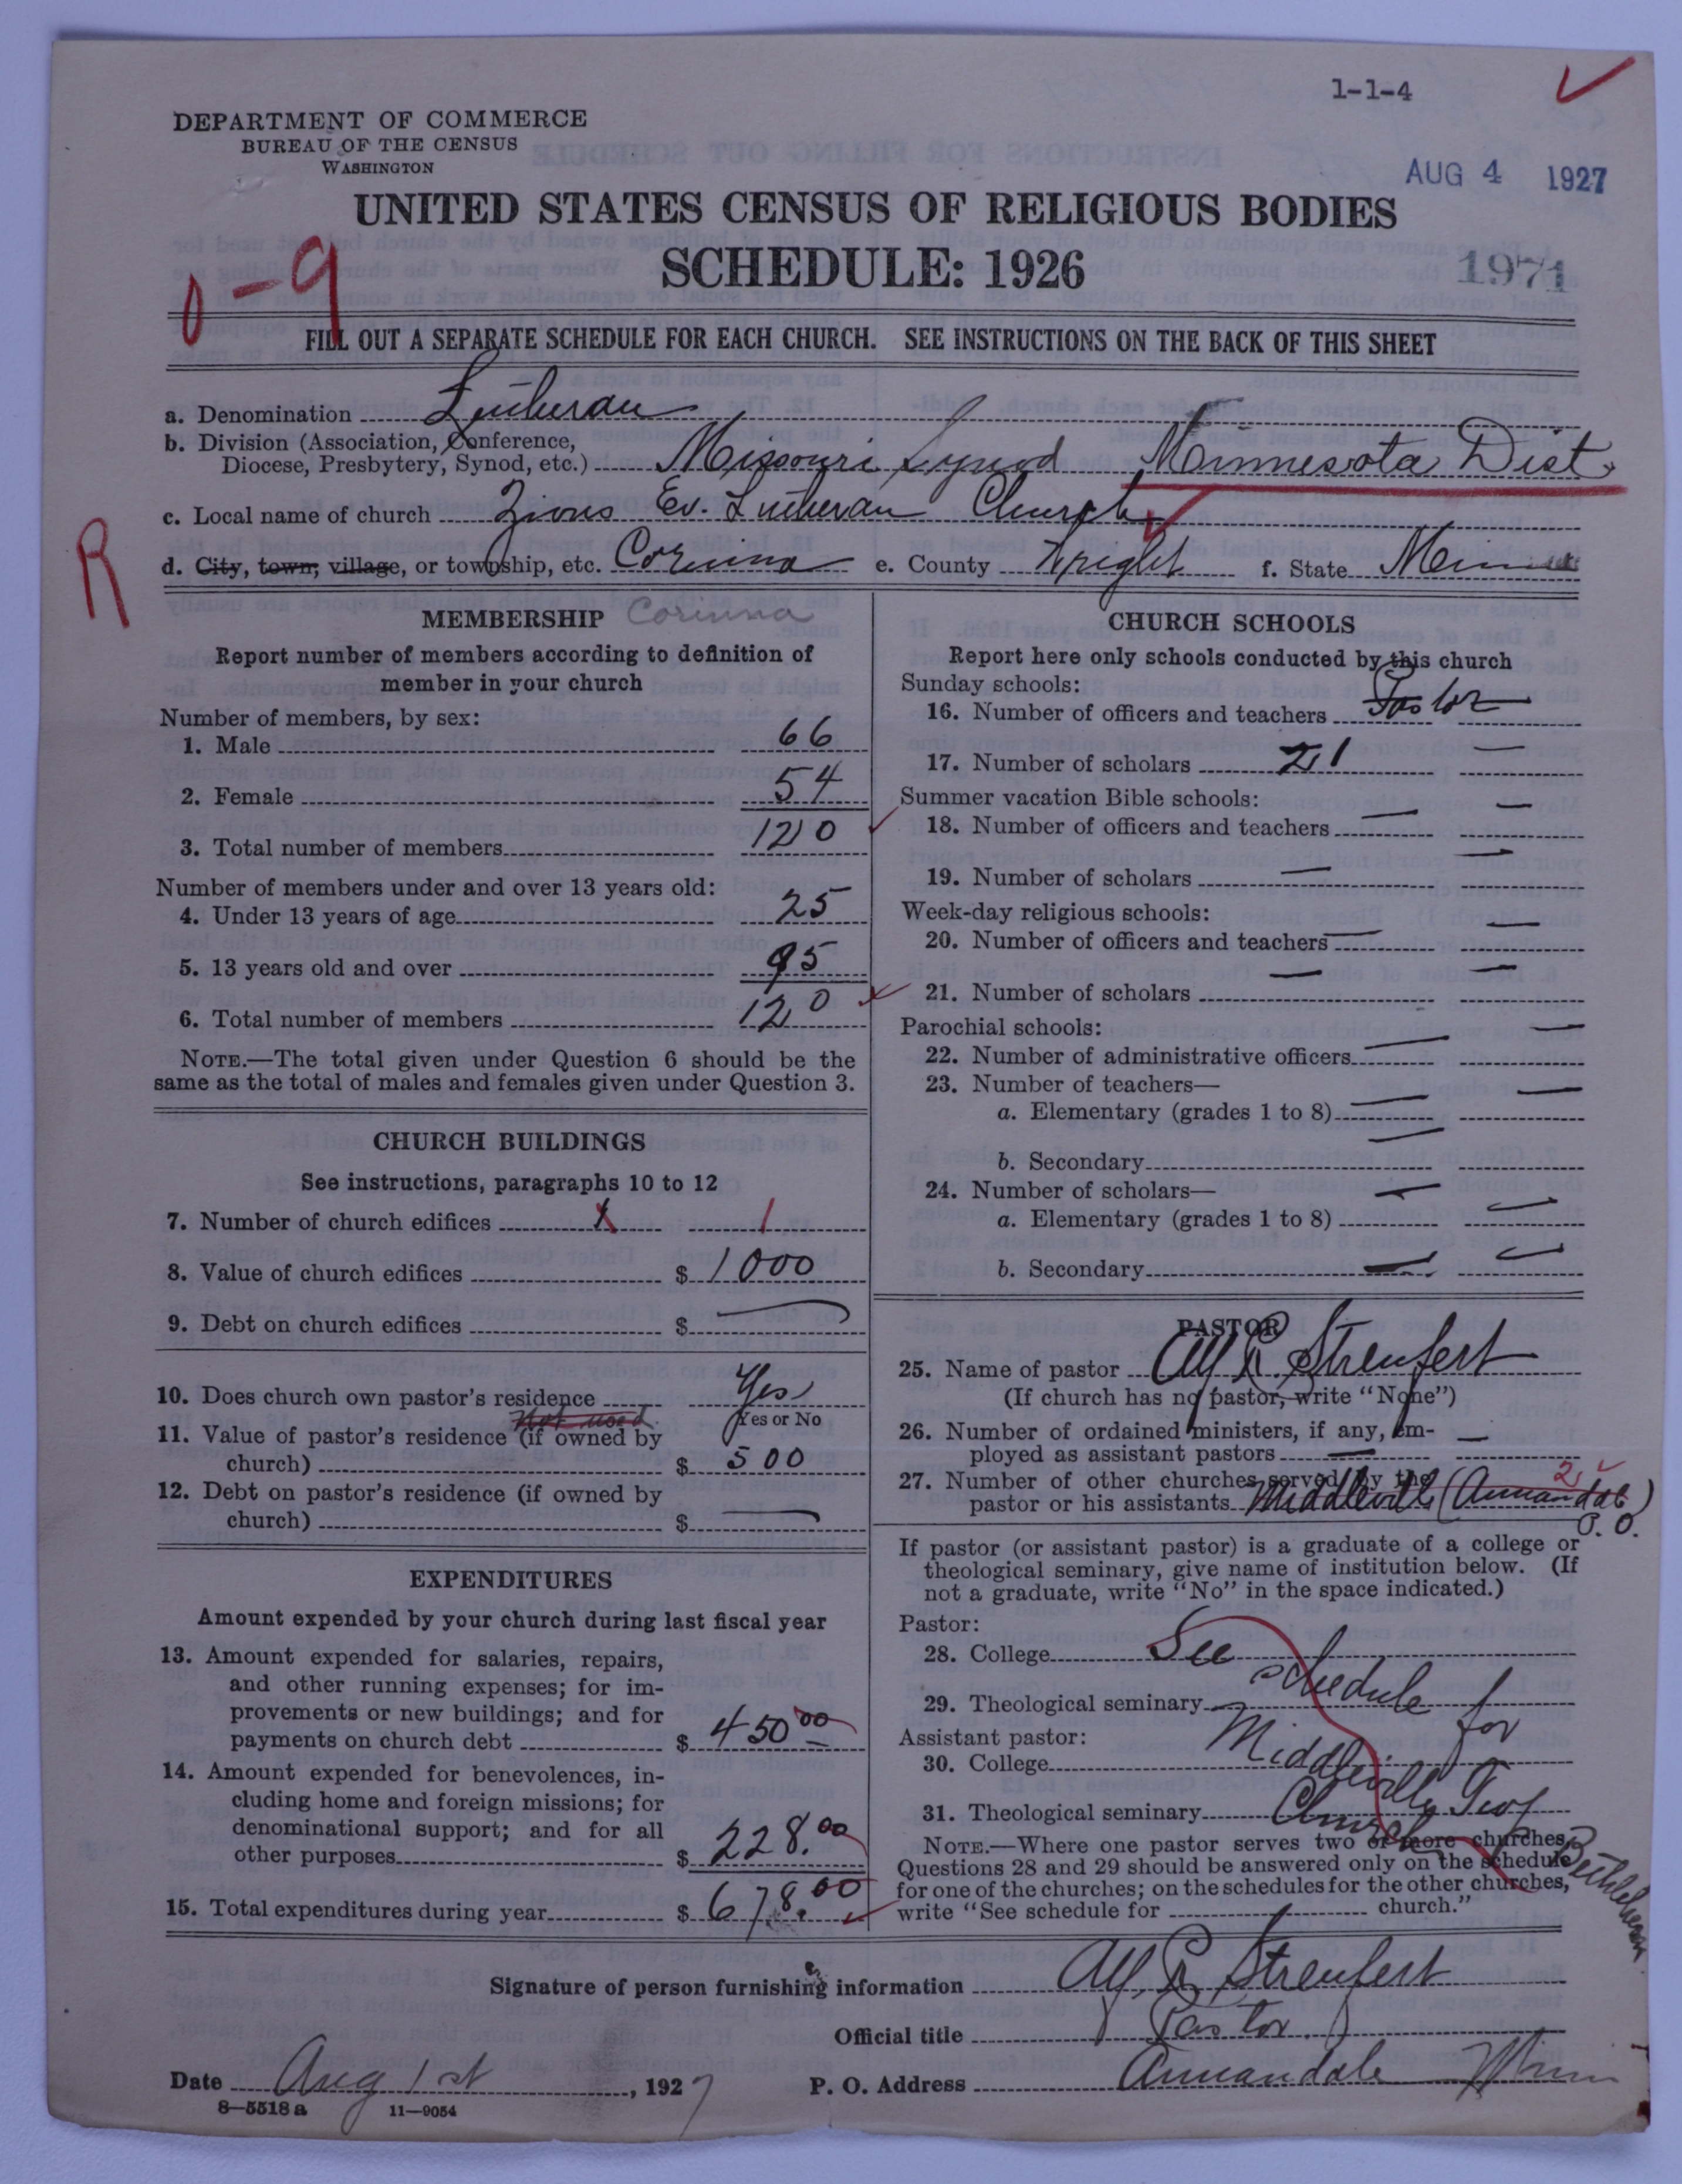 1-1-4
DEPARTMENT OF COMMERCE
BUREAU OF THE CENSUS
WASHINGTON
AUG 4 1927
UNITED STATES CENSUS OF RELIGIOUS BODIES
SCHEDULE: 1926
1971
0-9
FILL OUT A SEPARATE SCHEDULE FOR EACH CHURCH. SEE INSTRUCTIONS ON THE BACK OF THIS SHEET
a. Denomination Lutheran
b. Division (Association, Conference,
Diocese, Presbytery, Synod, etc.) Missouri Synod Minnesota Dist.
c. Local name of church Zions Ev. Lutheran Church
R
d. City, town, village, or township, etc. Corinna e. County Wright f. State Minn
MEMBERSHIP Corinna
Report number of members according to definition of
member in your church
Number of members, by sex:
1. Male 66
2. Female 54
3. Total number of members 120
Number of members under and over 13 years old:
4. Under 13 years of age 25
5. 13 years old and over 95
6. Total number of members 120
NOTE.—The total given under Question 6 should be the
same as the total of males and females given under Question 3.
CHURCH BUILDINGS
See instructions, paragraphs 10 to 12
7. Number of church edifices 1 1
8. Value of church edifices $ 1000
9. Debt on church edifices $ —
10. Does church own pastor's residence Yes
Not used Yes or No
11. Value of pastor's residence (if owned by
church) $ 500
12. Debt on pastor's residence (if owned by
church) $ —
EXPENDITURES
Amount expended by your church during last fiscal year
13. Amount expended for salaries, repairs,
and other running expenses; for im-
provements or new buildings; and for
payments on church debt $ 450 00
14. Amount expended for benevolences, in-
cluding home and foreign missions; for
denominational support; and for all
other purposes $ 228.00
15. Total expenditures during year $ 678.00
CHURCH SCHOOLS
Report here only schools conducted by this church
Sunday schools:
16. Number of officers and teachers Pastor
17. Number of scholars 21 —
Summer vacation Bible schools:
18. Number of officers and teachers — —
19. Number of scholars — —
Week-day religious schools:
20. Number of officers and teachers — —
21. Number of scholars — —
Parochial schools:
22. Number of administrative officers — —
23. Number of teachers—
a. Elementary (grades 1 to 8) — —
b. Secondary —
24. Number of scholars—
a. Elementary (grades 1 to 8) — —
b. Secondary — —
PASTOR
25. Name of pastor Alf R. Streufert
(If church has no pastor, write "None")
26. Number of ordained ministers, if any, em-
ployed as assistant pastors — —
27. Number of other churches served by the 2
pastor or his assistants Middleville (Annandale)
P. O.
If pastor (or assistant pastor) is a graduate of a college or
theological seminary, give name of institution below. (If
not a graduate, write "No" in the space indicated.)
Pastor:
28. College See
29. Theological seminary Schedule for
Assistant pastor:
30. College Middleville Twp
31. Theological seminary Church Bethlehem
NOTE.—Where one pastor serves two or more churches,
Questions 28 and 29 should be answered only on the schedule
for one of the churches; on the schedules for the other churches,
write "See schedule for church."
Signature of person furnishing information Alf. R. Streufert
Official title Pastor.
Date Aug 1st, 1927 P. O. Address Annandale Minn
8—5518 a 11—9054